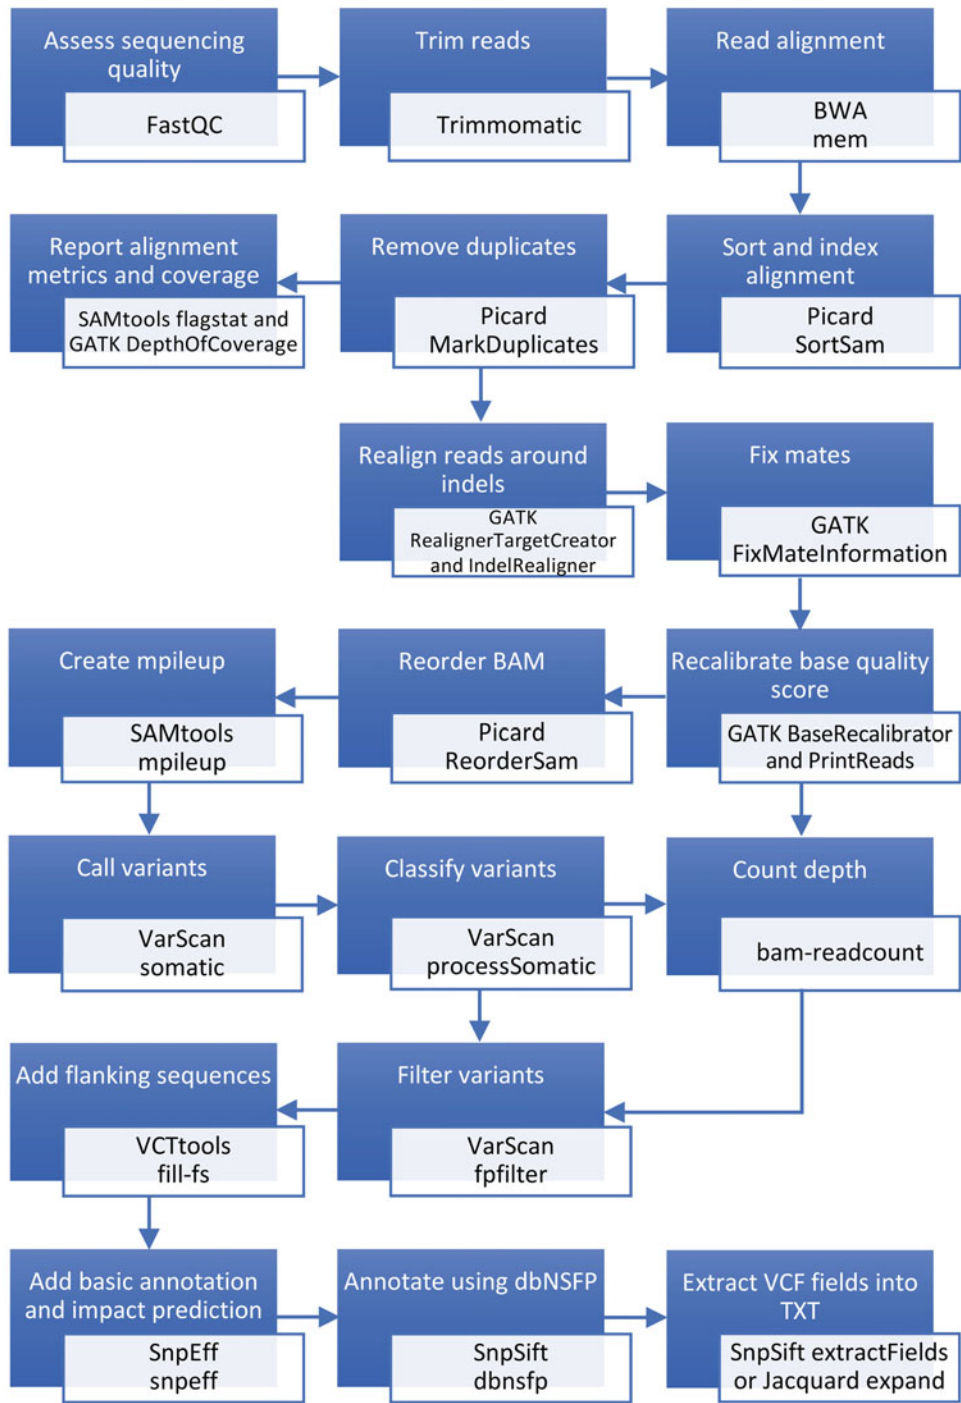 Assess sequencing
quality
FastQC
Trim reads
Trimmomatic
Read alignment
BWA
mem
Report alignment
metrics and coverage
SAMtools flagstat and
GATK DepthOfCoverage
Remove duplicates
Picard
MarkDuplicates
Sort and index
alignment
Picard
SortSam
Realign reads around
indels
GATK
RealignerTargetCreator
and IndelRealigner
Fix mates
GATK
FixMateInformation
Create mpileup
SAMtools
mpileup
Reorder BAM
Picard
ReorderSam
Recalibrate base quality
score
GATK BaseRecalibrator
and PrintReads
Call variants
VarScan
somatic
Classify variants
VarScan
processSomatic
Count depth
bam-readcount
Add flanking sequences
VCTtools
fill-fs
Filter variants
VarScan
fpfilter
Add basic annotation
and impact prediction
SnpEff
snpeff
Annotate using dbNSFP
SnpSift
dbnsfp
Extract VCF fields into
TXT
SnpSift extractFields
or Jacquard expand